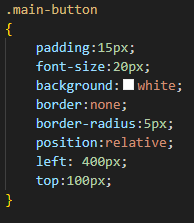 .main-button
{
padding:15px;
font-size:20px;
background:white;
border:none;
border-radius:5px;
position:relative;
left: 400px;
top:100px;
}